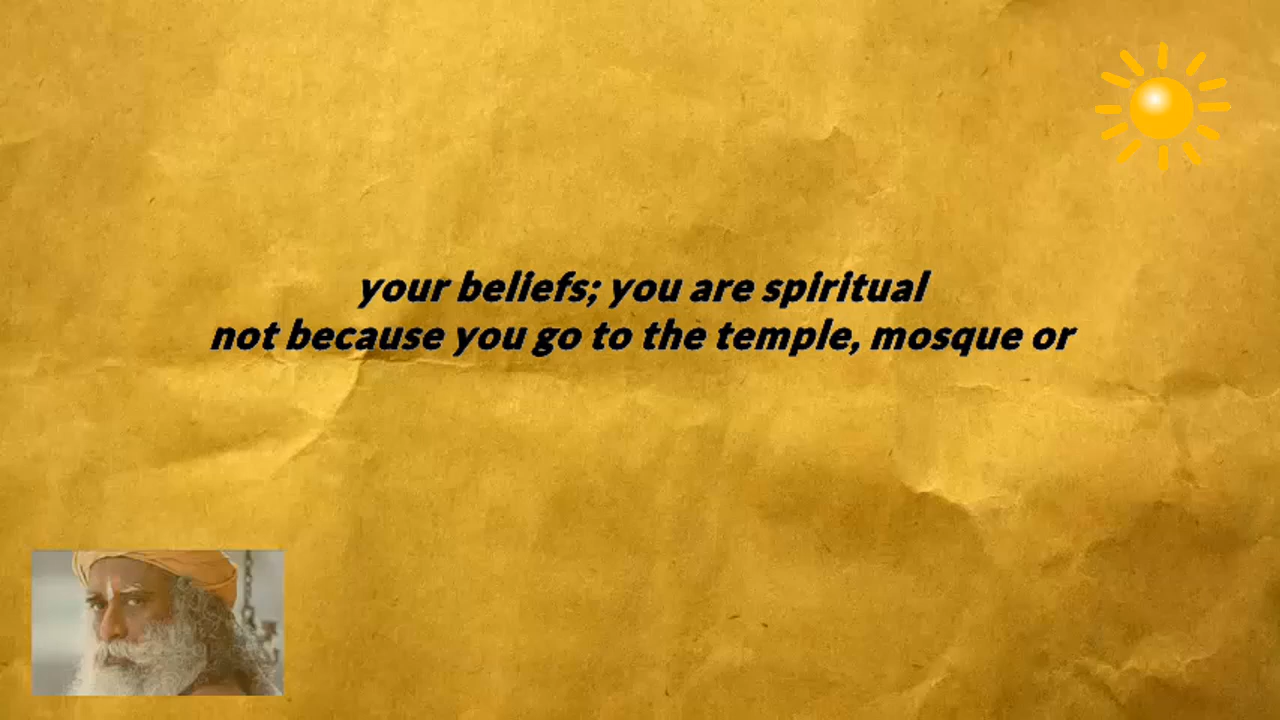 your beliefs; you are spiritual
not because you go to the temple, mosque or